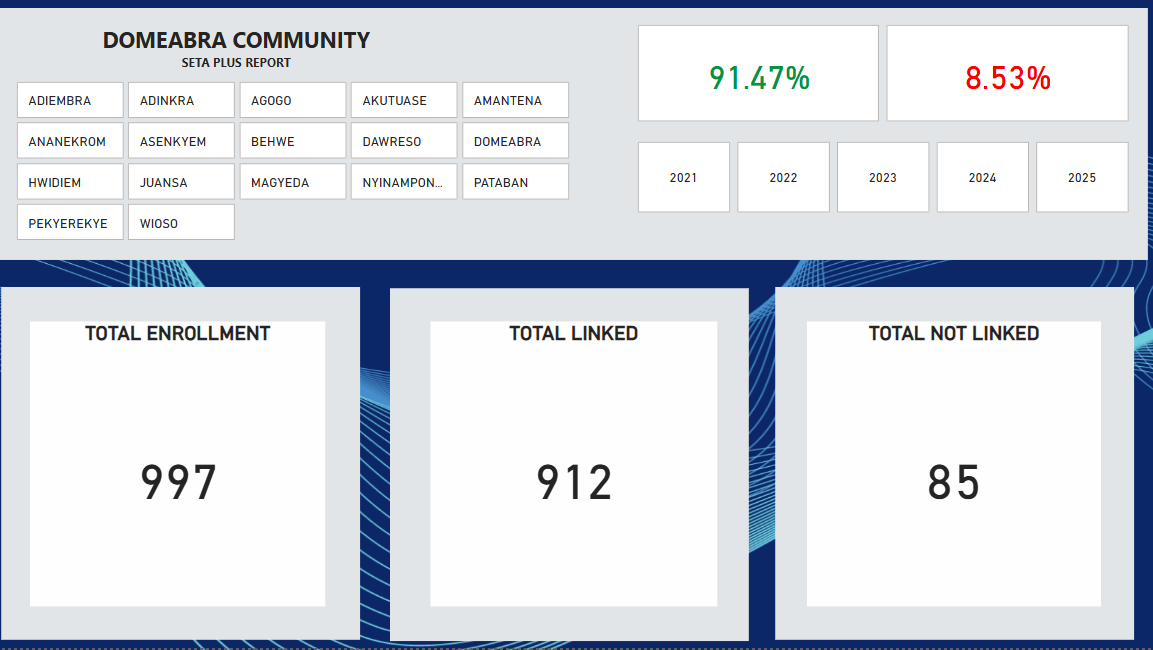 DOMEABRA COMMUNITY
SETA PLUS REPORT
ADIEMBRA
ADINKRA
AGOGO
AKUTUASE
AMANTENA
ANANEKROM
ASENKYEM
BEHWE
DAWRESO
DOMEABRA
HWIDIEM
JUANSA
MAGYEDA
NYINAMPON...
PATABAN
PEKYEREKYE
WIOSO
91.47%
8.53%
2021
2022
2023
2024
2025
TOTAL ENROLLMENT
997
TOTAL LINKED
912
TOTAL NOT LINKED
85